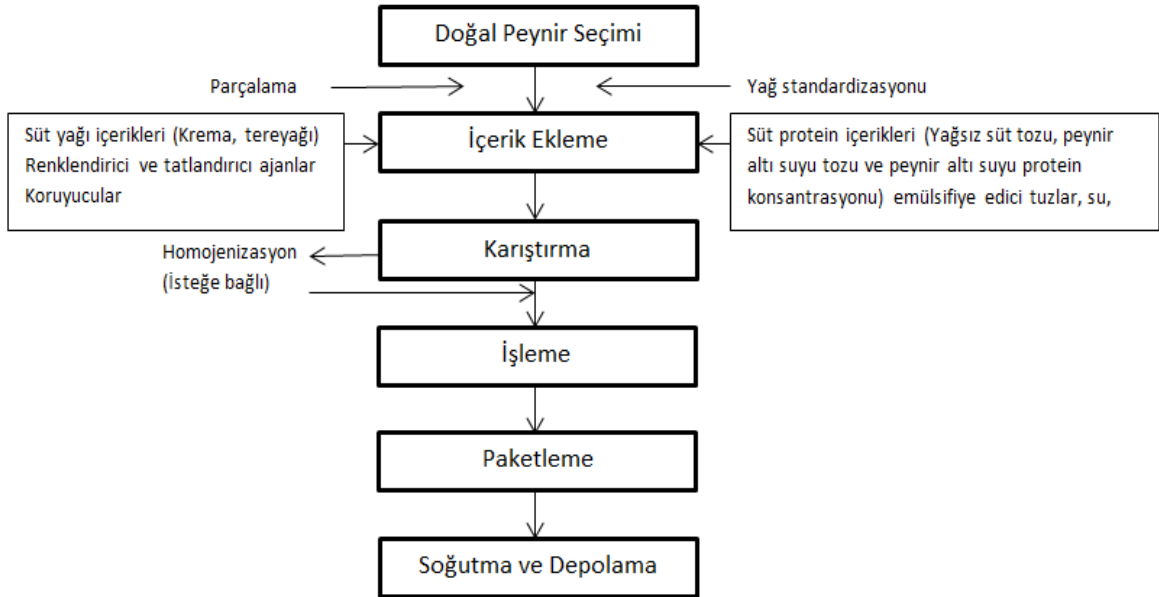 Doğal Peynir Seçimi
Parçalama
Yağ standardizasyonu
Süt yağı içerikleri (Krema, tereyağı)
Renklendirici ve tatlandırıcı ajanlar
Koruyucular
İçerik Ekleme
Süt protein içerikleri (Yağsız süt tozu, peynir
altı suyu tozu ve peynir altı suyu protein
konsantrasyonu) emülsifiye edici tuzlar, su,
Karıştırma
Homojenizasyon
(İsteğe bağlı)
İşleme
Paketleme
Soğutma ve Depolama